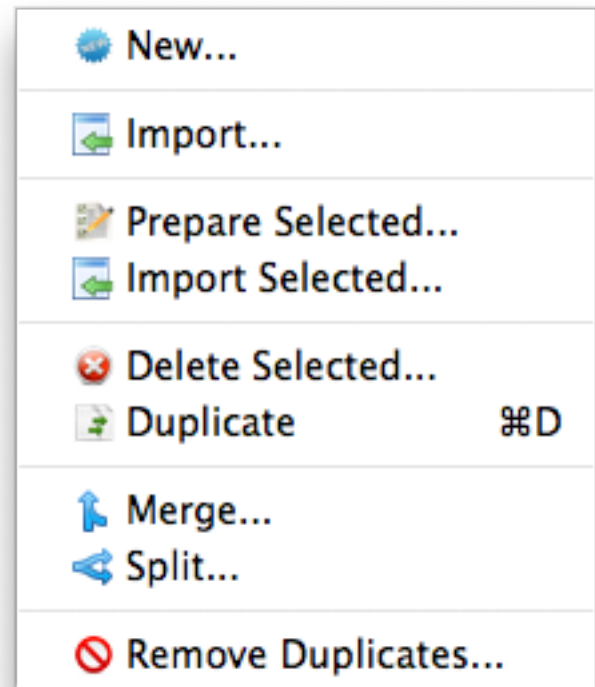 New...
Import...
Prepare Selected...
Import Selected...
Delete Selected...
Duplicate ⌘D
Merge...
Split...
Remove Duplicates...